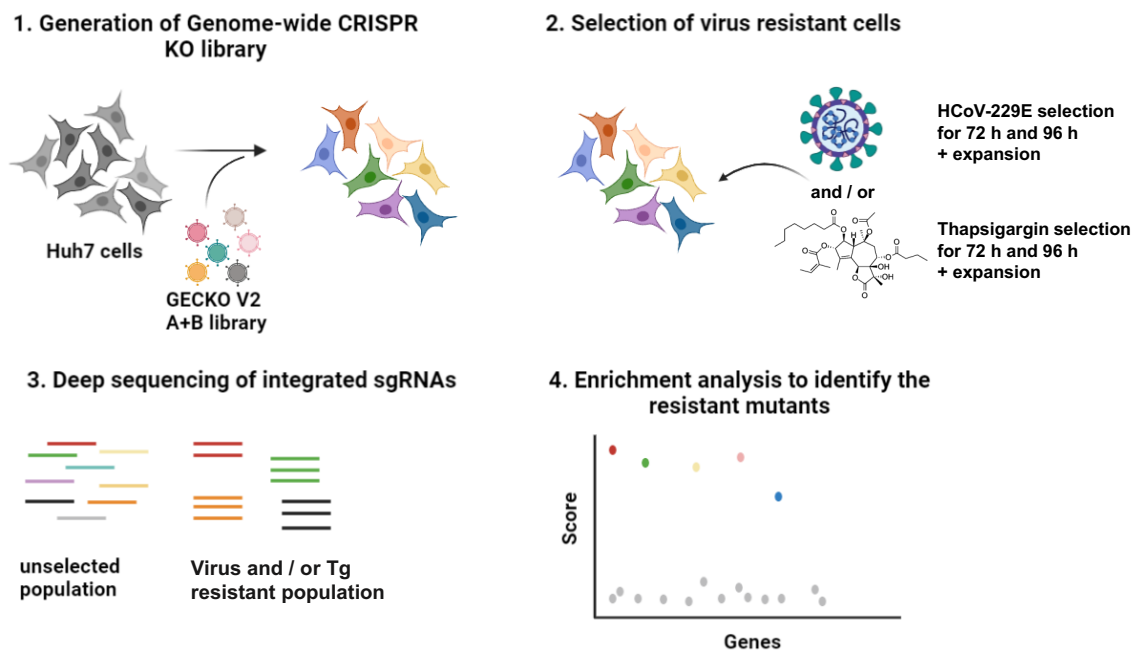 1. Generation of Genome-wide CRISPR
KO library
Huh7 cells
GECKO V2
A+B library
2. Selection of virus resistant cells
HCoV-229E selection
for 72 h and 96 h
+ expansion
and / or
Thapsigargin selection
for 72 h and 96 h
+ expansion
O
O
O
O
H
O
O
O
O
OH
O
OH
O
3. Deep sequencing of integrated sgRNAs
unselected
population
Virus and / or Tg
resistant population
4. Enrichment analysis to identify the
resistant mutants
Score
Genes